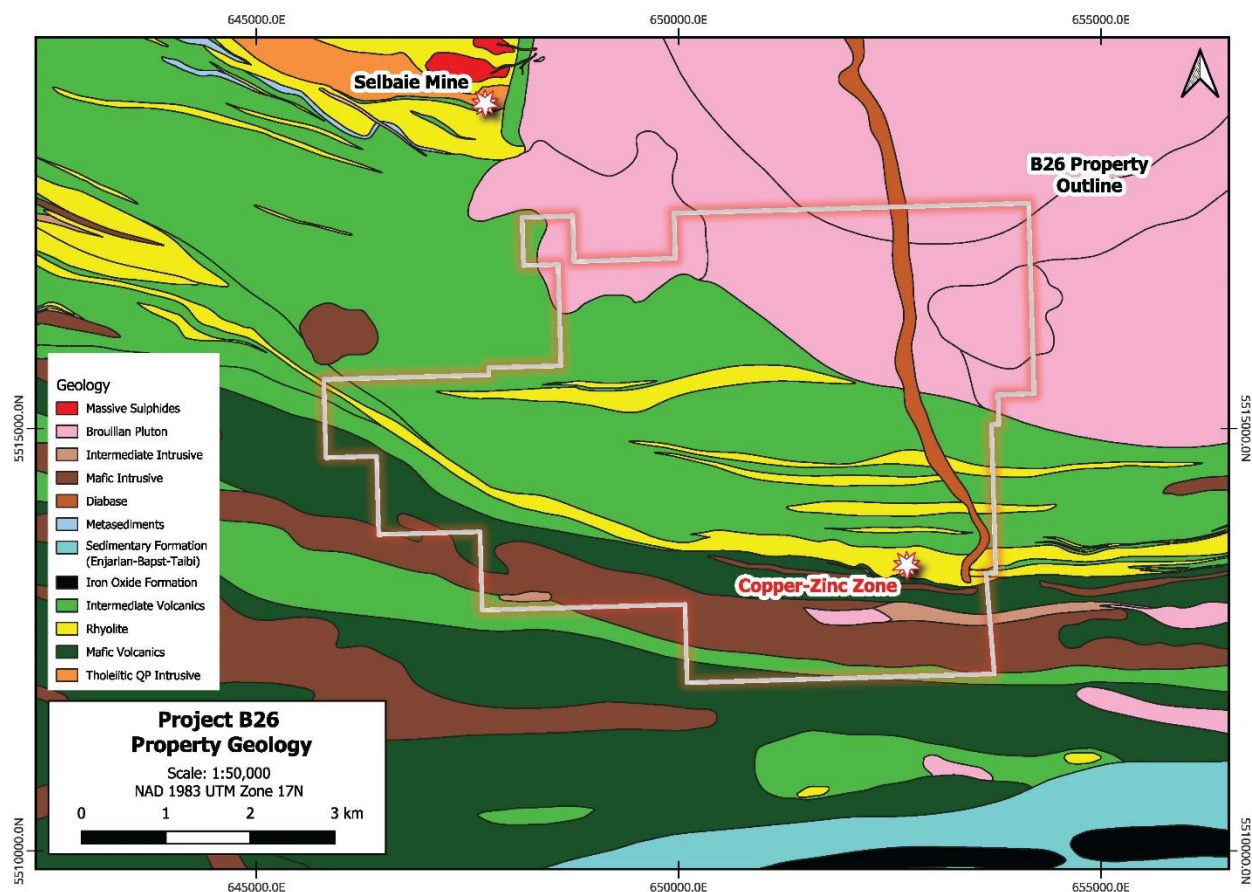 645000.0E
650000.0E
655000.0E
Selbaie Mine
B26 Property
Outline
5515000.0N
5515000.0N
Geology
Massive Sulphides
Brouillan Pluton
Intermediate Intrusive
Mafic Intrusive
Diabase
Metasediments
Sedimentary Formation
(Enjarlan-Bapst-Taibi)
Iron Oxide Formation
Intermediate Volcanics
Rhyolite
Mafic Volcanics
Tholeiitic QP Intrusive
Copper-Zinc Zone
Project B26
Property Geology
Scale: 1:50,000
NAD 1983 UTM Zone 17N
0 1 2 3 km
5510000.0N
5510000.0N
645000.0E
650000.0E
655000.0E